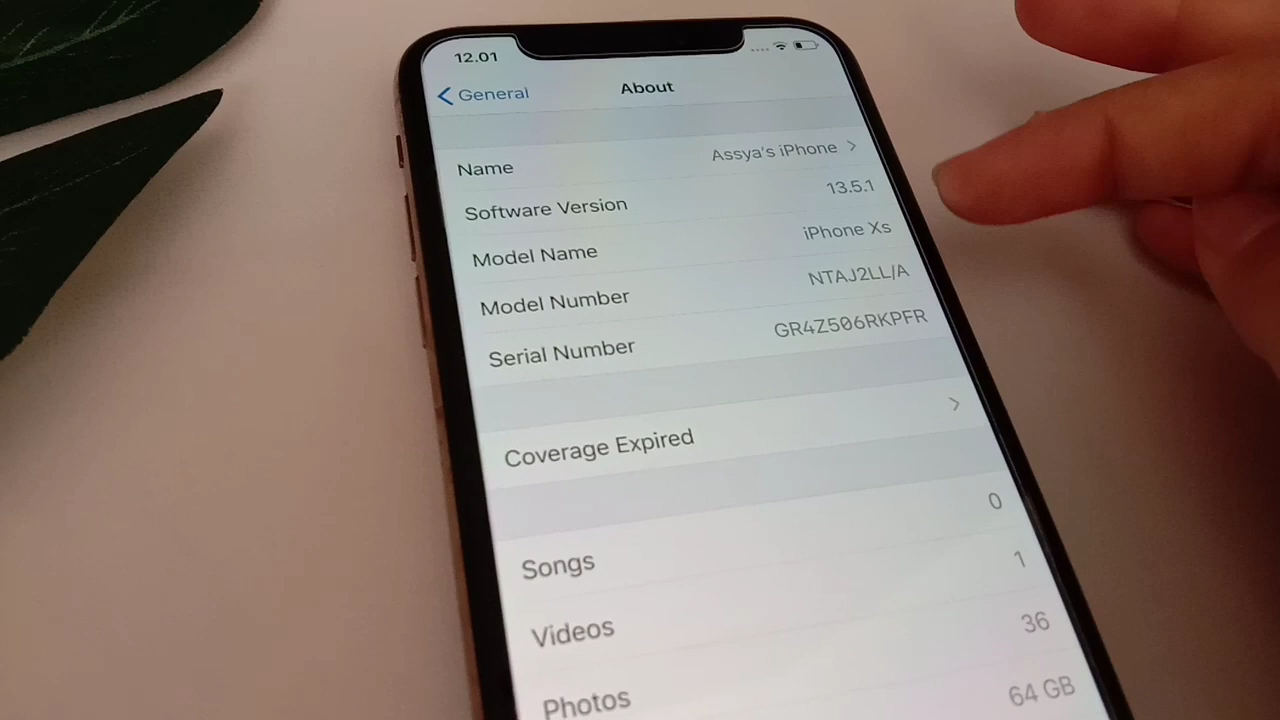 12.01
General
About
Name Assya's iPhone
Software Version 13.5.1
Model Name iPhone Xs
Model Number NTAJ2LL/A
Serial Number GR4Z506RKPFR
Coverage Expired
Songs 0
Videos 1
Photos 36
64 GB